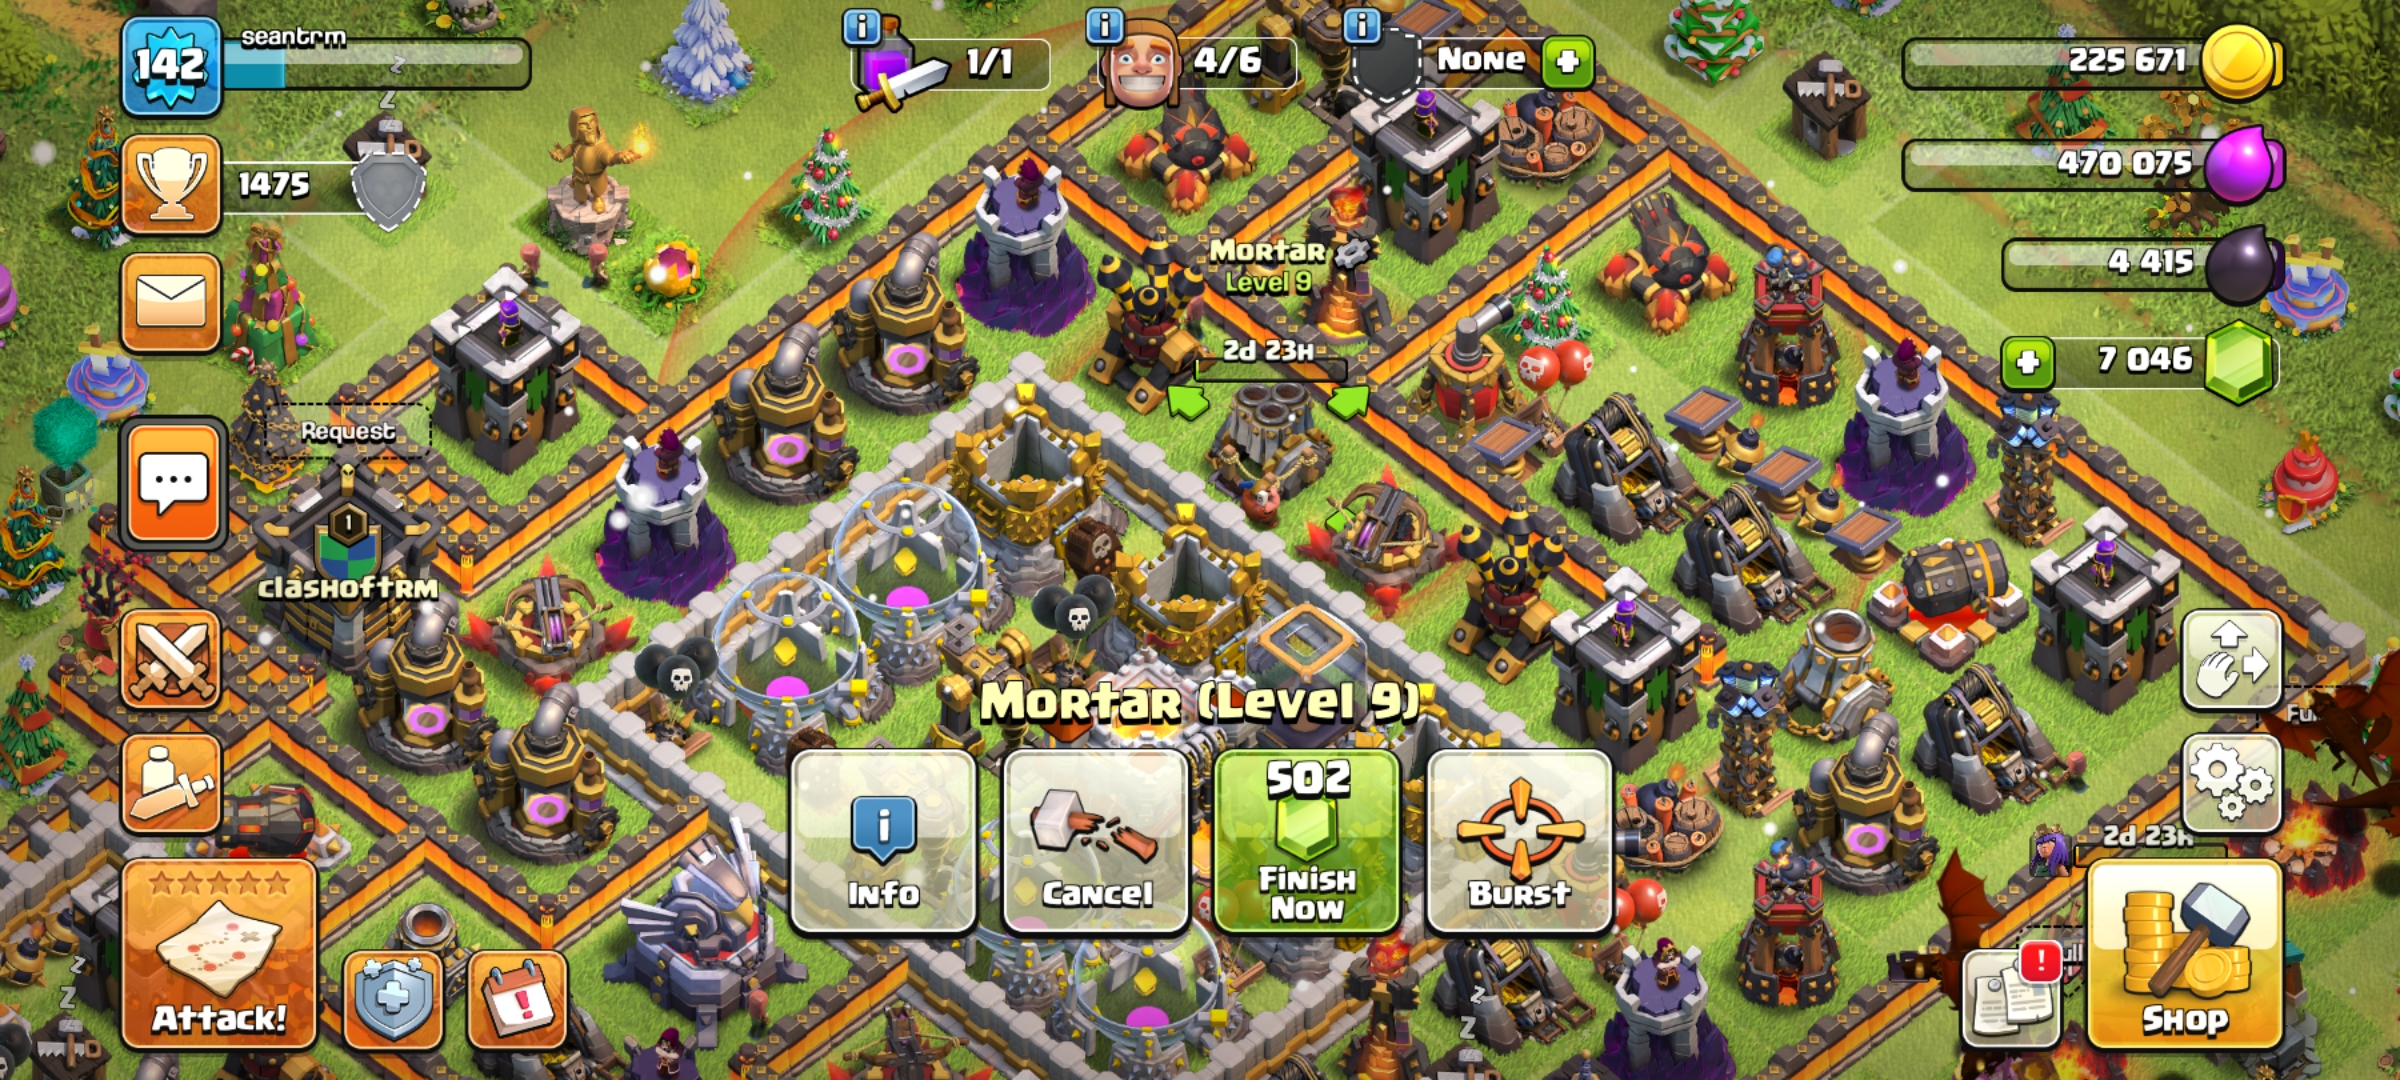 142
seantrm
1/1
4/6
None
225 671
1475
470 075
4 415
7 046
Mortar
Level 9
2d 23h
Request
1
clashoftRM
Mortar (Level 9)
502
Info
Cancel
Finish
Now
Burst
2d 23h
Attack!
Shop